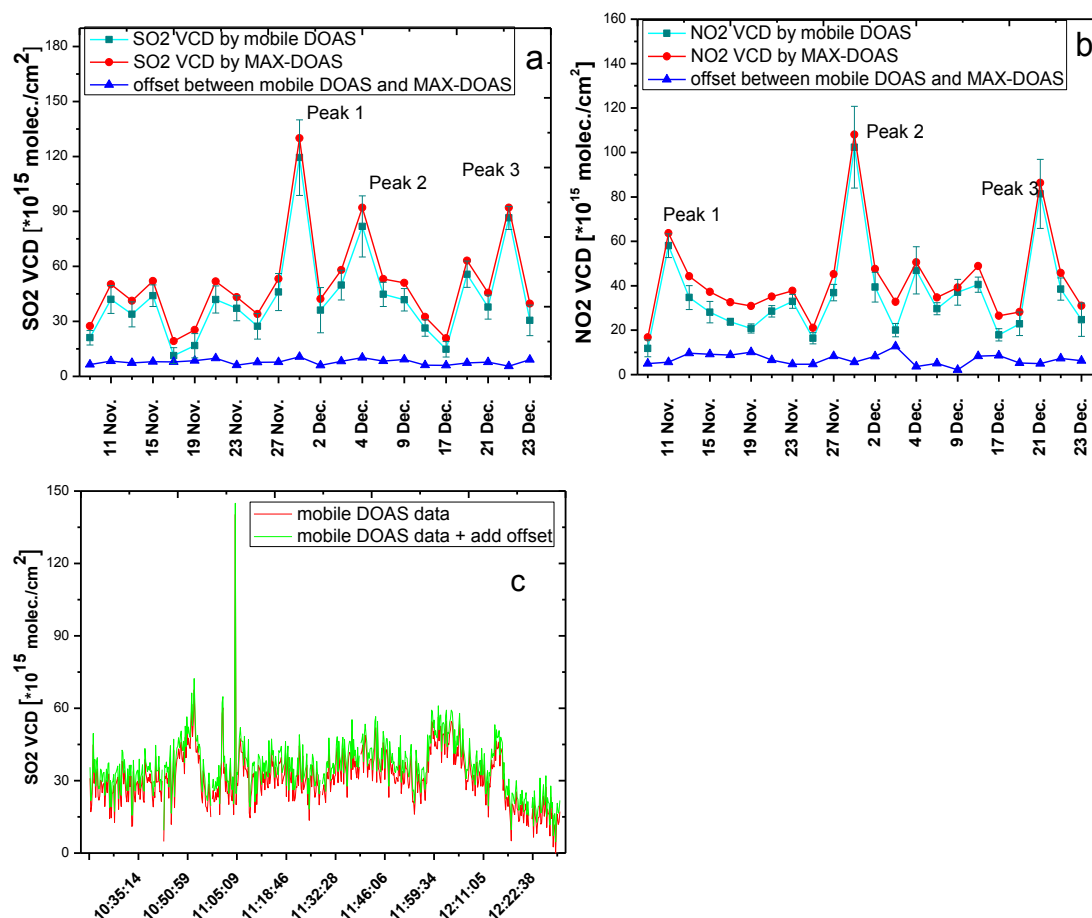 SO2 VCD by mobile DOAS
SO2 VCD by MAX-DOAS
offset between mobile DOAS and MAX-DOAS
a
Peak 1
Peak 2
Peak 3
180
150
120
90
60
30
0
SO2 VCD [*10^15 molec./cm^2]
11 Nov.
15 Nov.
19 Nov.
23 Nov.
27 Nov.
2 Dec.
4 Dec.
9 Dec.
17 Dec.
21 Dec.
23 Dec.
NO2 VCD by mobile DOAS
NO2 VCD by MAX-DOAS
offset between mobile DOAS and MAX-DOAS
b
Peak 1
Peak 2
Peak 3
160
140
120
100
80
60
40
20
0
NO2 VCD [*10^15 molec./cm^2]
11 Nov.
15 Nov.
19 Nov.
23 Nov.
27 Nov.
2 Dec.
4 Dec.
9 Dec.
17 Dec.
21 Dec.
23 Dec.
mobile DOAS data
mobile DOAS data + add offset
c
150
120
90
60
30
0
SO2 VCD [*10^15 molec./cm^2]
10:35:14
10:50:59
11:05:09
11:18:46
11:32:28
11:46:06
11:59:34
12:11:05
12:22:38